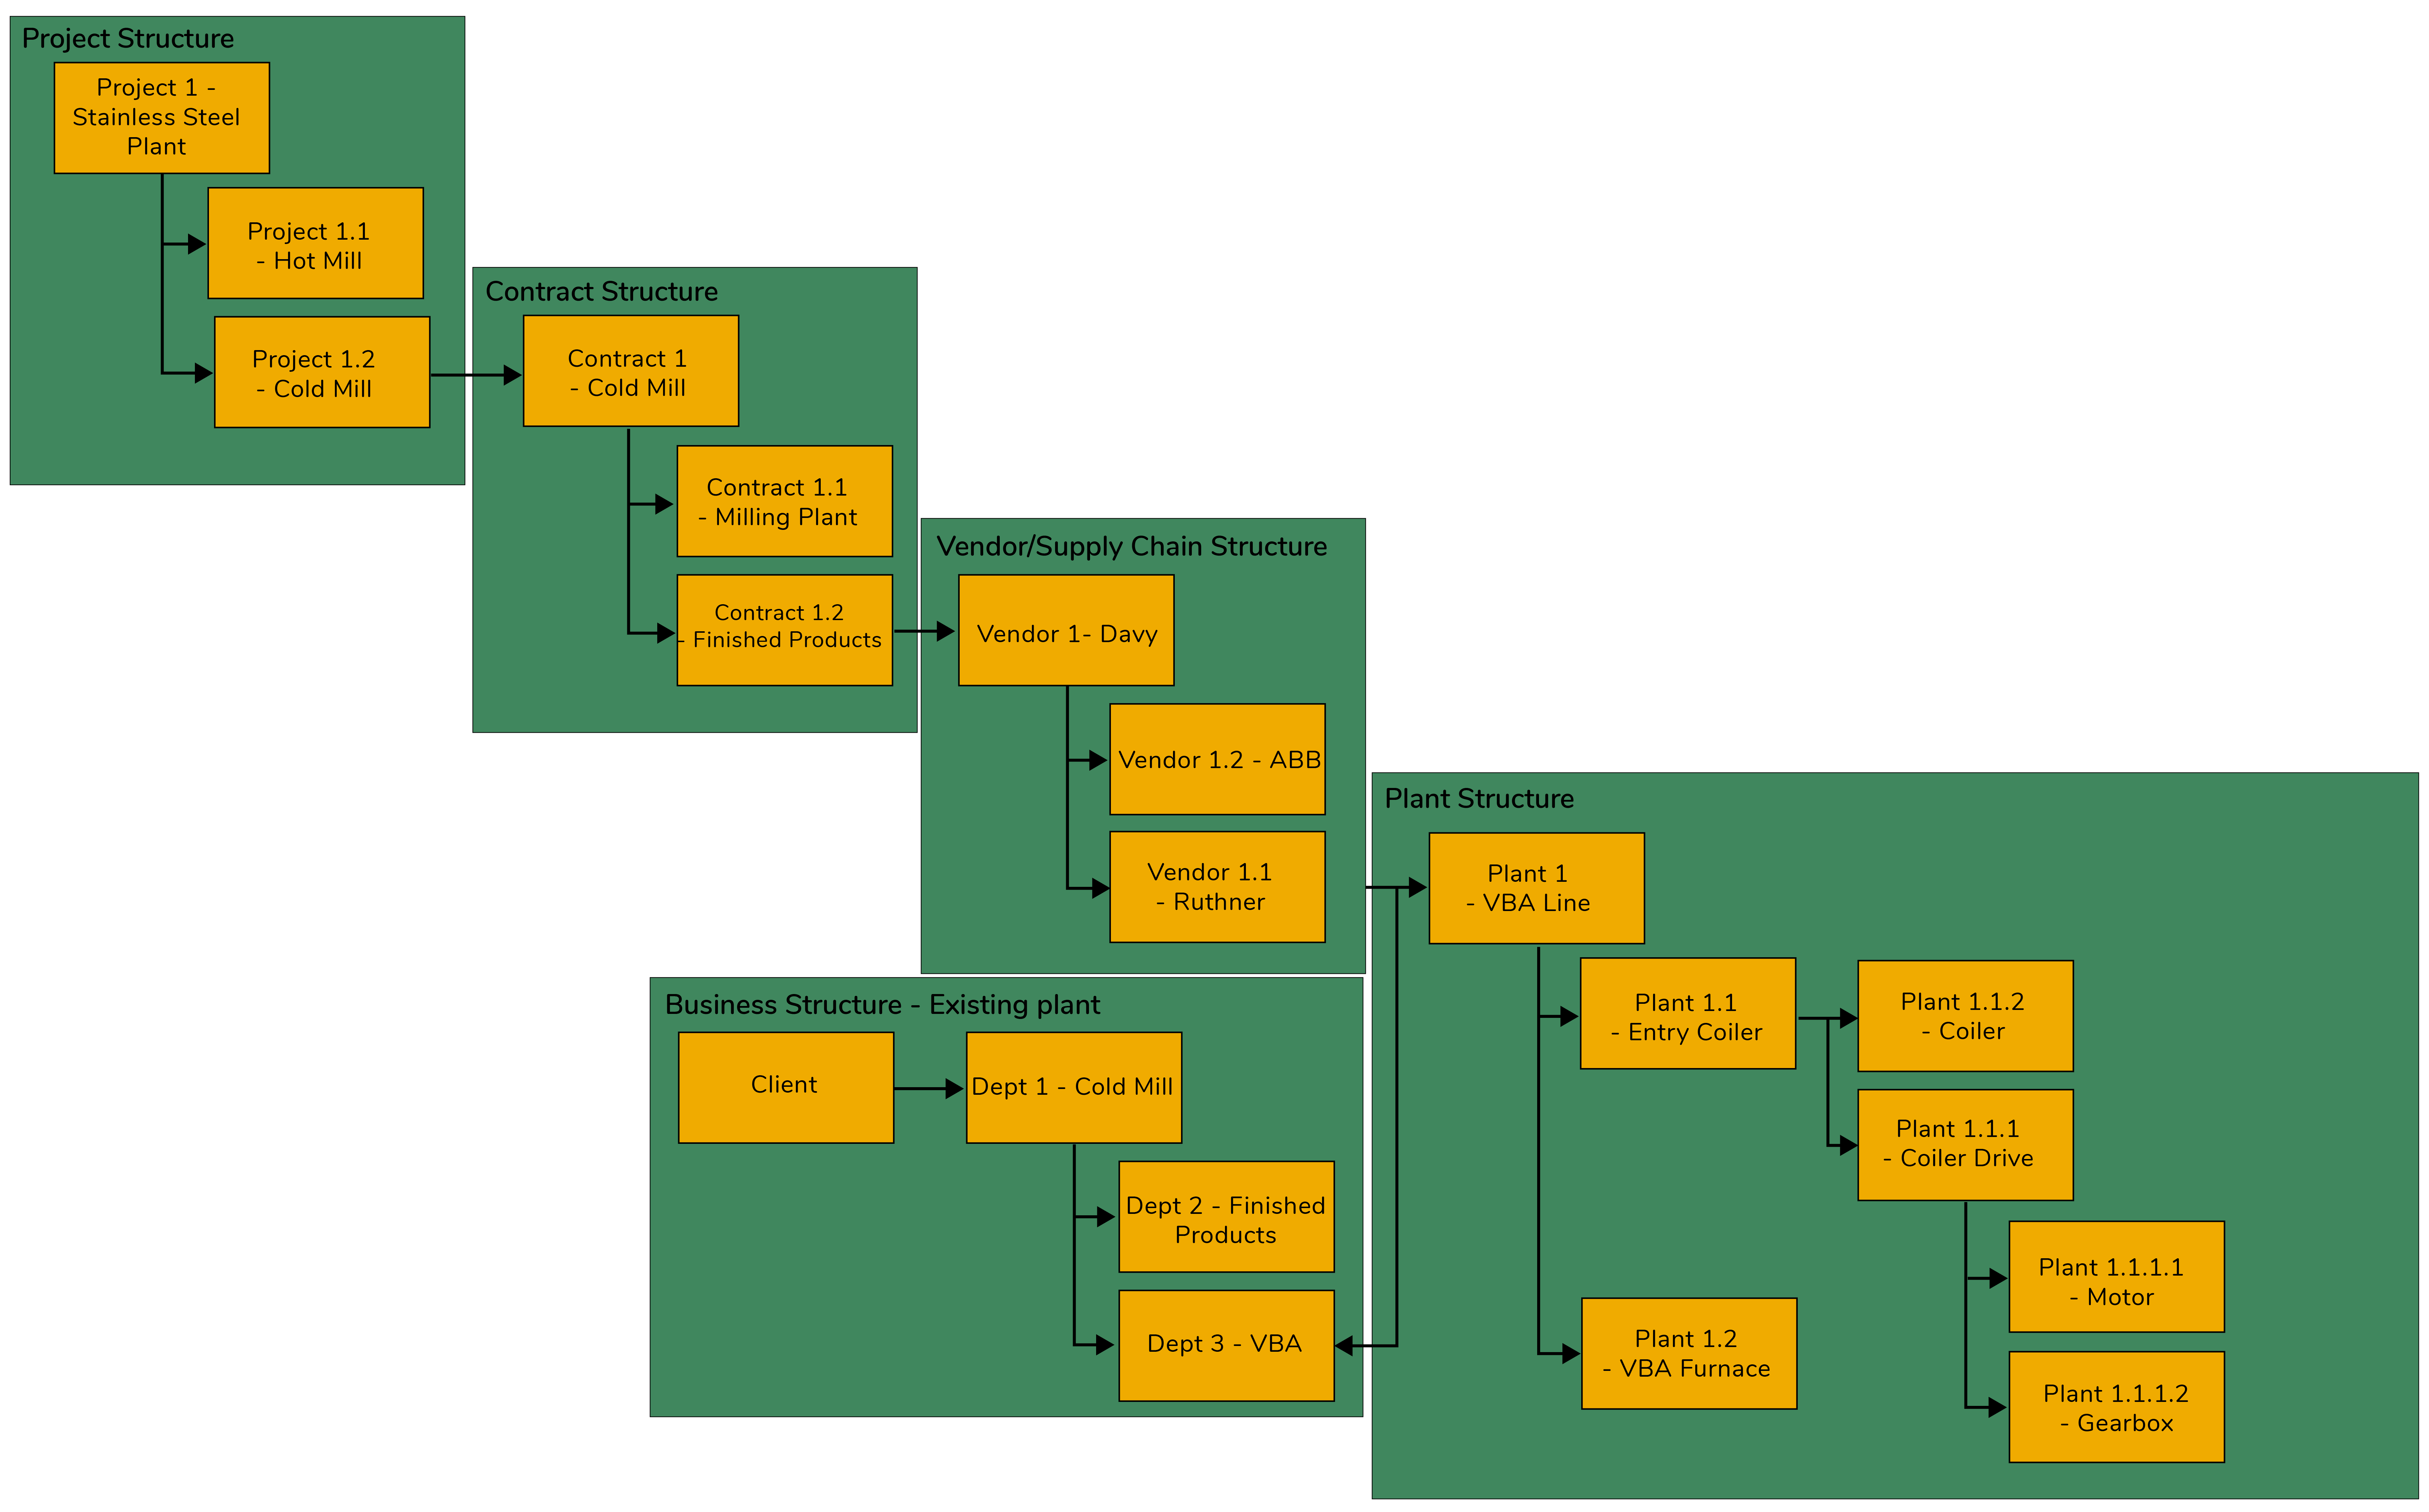 Project Structure
Project 1 -
Stainless Steel
Plant
Project 1.1
- Hot Mill
Project 1.2
- Cold Mill
Contract Structure
Contract 1
- Cold Mill
Contract 1.1
- Milling Plant
Contract 1.2
- Finished Products
Vendor/Supply Chain Structure
Vendor 1- Davy
Vendor 1.2 - ABB
Vendor 1.1
- Ruthner
Business Structure - Existing plant
Client
Dept 1 - Cold Mill
Dept 2 - Finished
Products
Dept 3 - VBA
Plant Structure
Plant 1
- VBA Line
Plant 1.1
- Entry Coiler
Plant 1.1.2
- Coiler
Plant 1.1.1
- Coiler Drive
Plant 1.1.1.1
- Motor
Plant 1.2
- VBA Furnace
Plant 1.1.1.2
- Gearbox